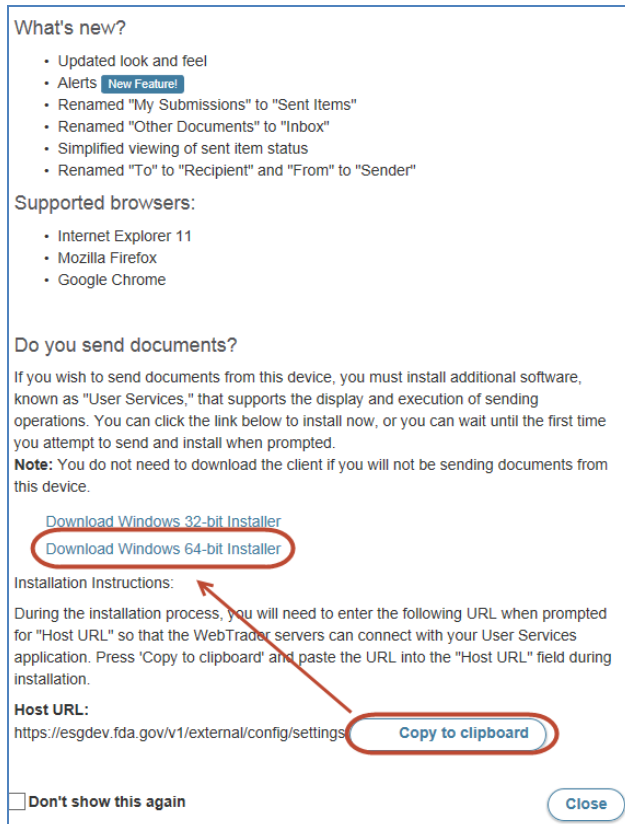 What's new?
• Updated look and feel
• Alerts New Feature!
• Renamed "My Submissions" to "Sent Items"
• Renamed "Other Documents" to "Inbox"
• Simplified viewing of sent item status
• Renamed "To" to "Recipient" and "From" to "Sender"
Supported browsers:
• Internet Explorer 11
• Mozilla Firefox
• Google Chrome
Do you send documents?
If you wish to send documents from this device, you must install additional software,
known as "User Services," that supports the display and execution of sending
operations. You can click the link below to install now, or you can wait until the first time
you attempt to send and install when prompted.
Note: You do not need to download the client if you will not be sending documents from
this device.
Download Windows 32-bit Installer
Download Windows 64-bit Installer
Installation Instructions:
During the installation process, you will need to enter the following URL when prompted
for "Host URL" so that the WebTrader servers can connect with your User Services
application. Press 'Copy to clipboard' and paste the URL into the "Host URL" field during
installation.
Host URL:
https://esgdev.fda.gov/v1/external/config/settings Copy to clipboard
Don't show this again
Close